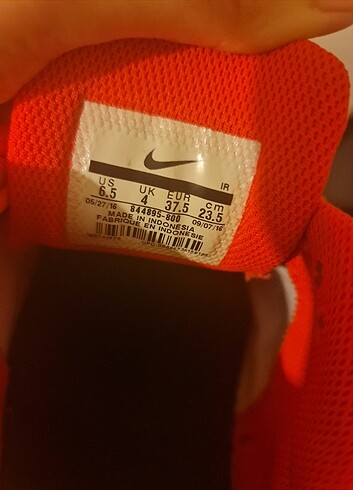 IR
US UK EUR cm
6.5 4 37.5 23.5
05/27/16 844895-800 09/07/16
MADE IN INDONESIA
FABRIQUE EN INDONESIE